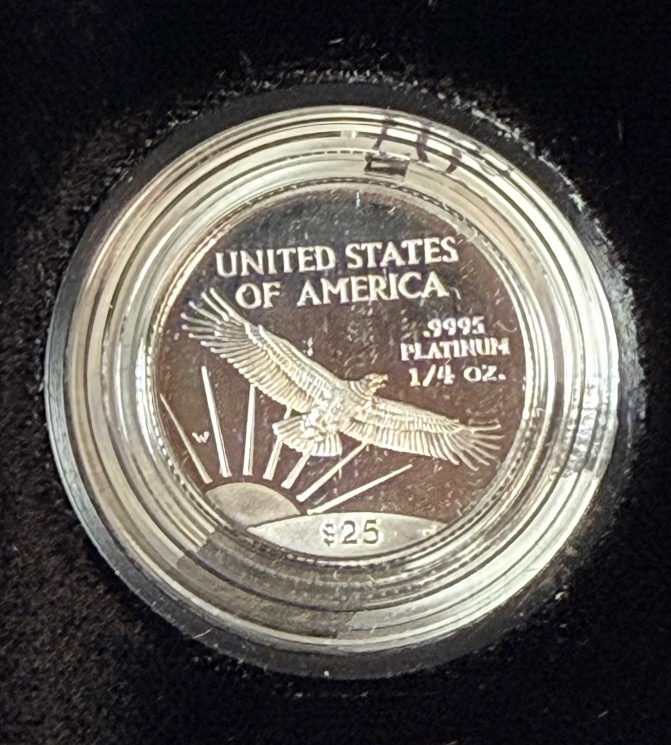 UNITED STATES
OF AMERICA
.9995
PLATINUM
1/4 OZ.
W
$25